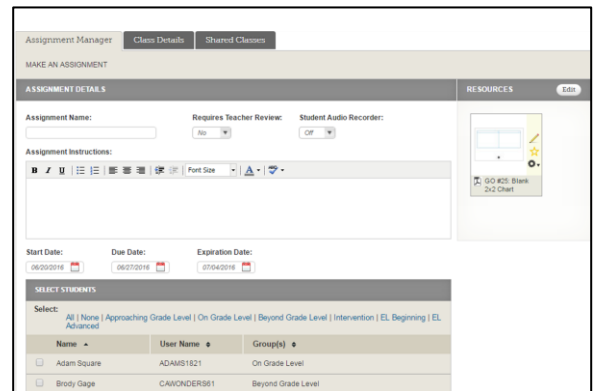 Assignment Manager Class Details Shared Classes
MAKE AN ASSIGNMENT
ASSIGNMENT DETAILS RESOURCES Edit
Assignment Name: Requires Teacher Review: Student Audio Recorder:
No Off
Assignment Instructions:
B I U Font Size A
GO #25: Blank
2x2 Chart
Start Date: Due Date: Expiration Date:
06/20/2016 06/27/2016 07/04/2016
SELECT STUDENTS
Select:
All | None | Approaching Grade Level | On Grade Level | Beyond Grade Level | Intervention | EL Beginning | EL
Advanced
Name User Name Group(s)
Adam Square ADAMS1821 On Grade Level
Brody Gage CAWONDERS61 Beyond Grade Level